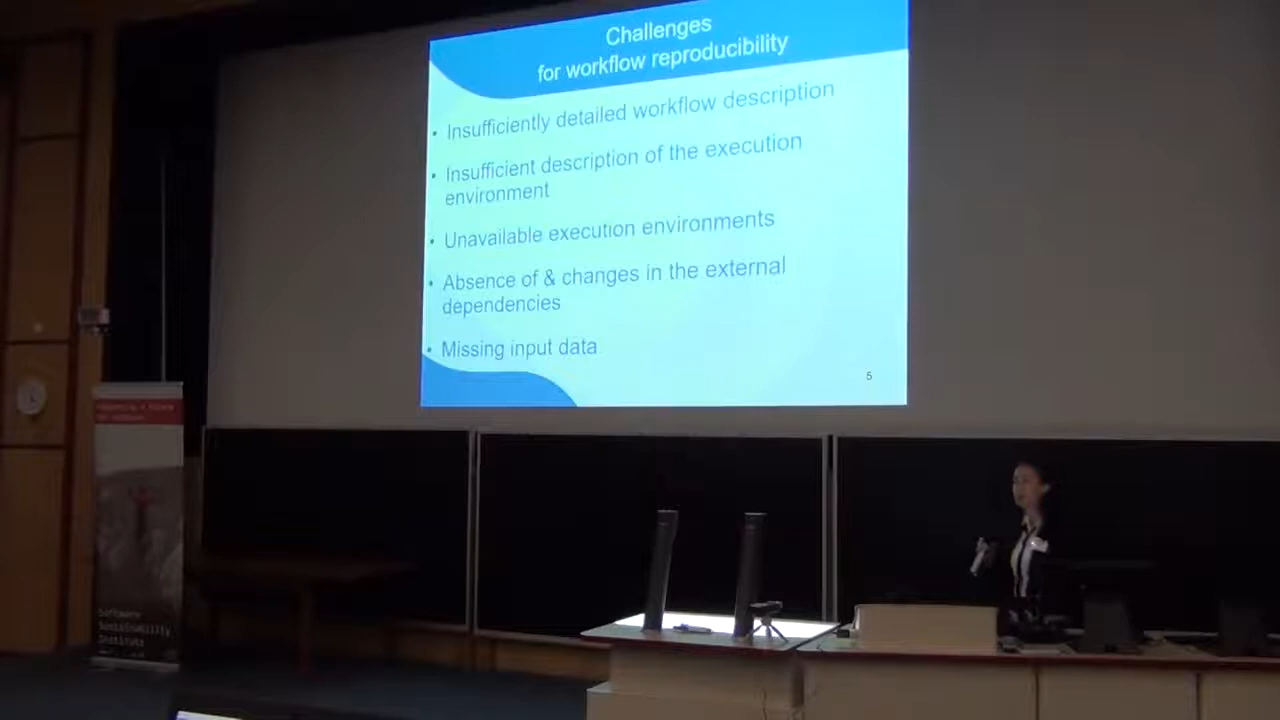 Challenges
for workflow reproducibility
• Insufficiently detailed workflow description
• Insufficient description of the execution
environment
• Unavailable execution environments
• Absence of & changes in the external
dependencies
• Missing input data
5
Software
Sustainability
Institute